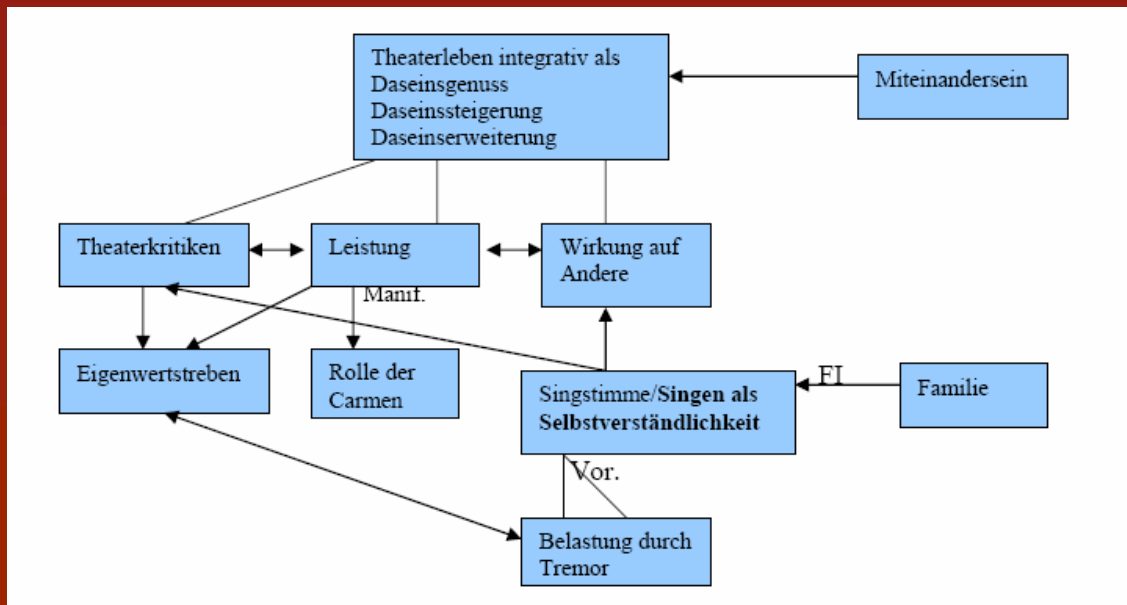 Theaterleben integrativ als
Daseinsgenuss
Daseinssteigerung
Daseinserweiterung
Miteinandersein
Theaterkritiken
Leistung
Wirkung auf
Andere
Manif.
Eigenwertstreben
Rolle der
Carmen
Singstimme/Singen als
Selbstverständlichkeit
FI
Familie
Vor.
Belastung durch
Tremor